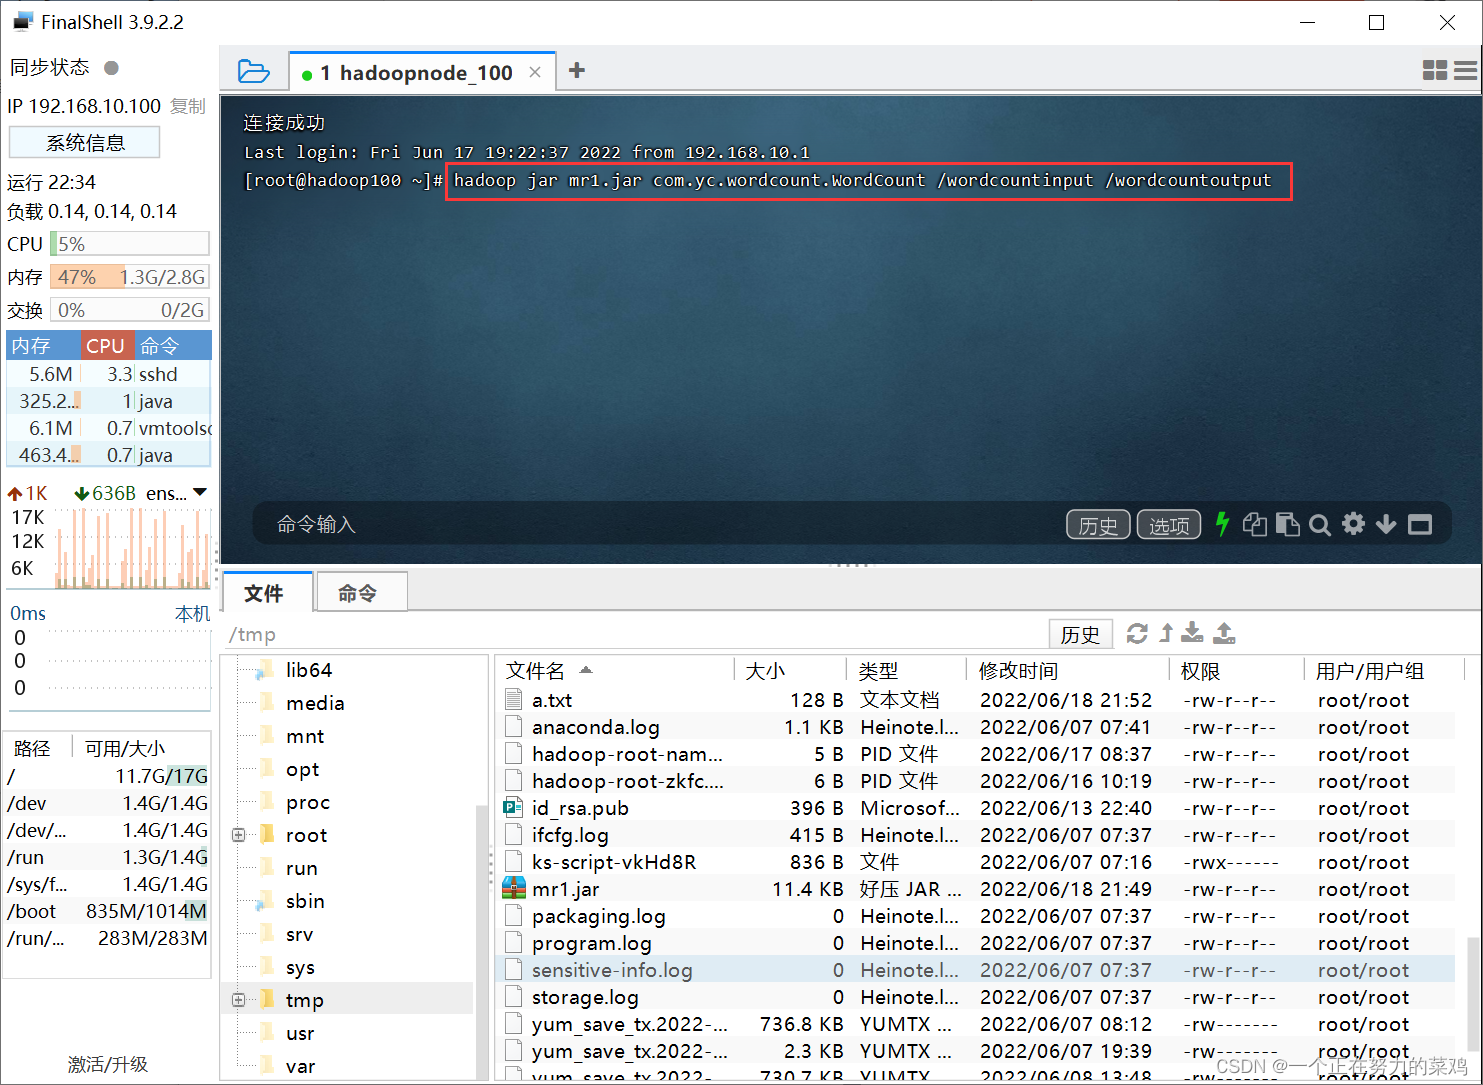 FinalShell 3.9.2.2
同步状态
IP 192.168.10.100 复制
系统信息
运行 22:34
负载 0.14, 0.14, 0.14
CPU 5%
内存 47% 1.3G/2.8G
交换 0% 0/2G
内存 CPU 命令
5.6M 3.3 sshd
325.2... 1 java
6.1M 0.7 vmtoolsd
463.4... 0.7 java
1K 636B ens...
17K
12K
6K
0ms 本机
0
0
0
路径 可用/大小
/ 11.7G/17G
/dev 1.4G/1.4G
/dev/... 1.4G/1.4G
/run 1.3G/1.4G
/sys/f... 1.4G/1.4G
/boot 835M/1014M
/run/... 283M/283M
激活/升级
1 hadoopnode_100
连接成功
Last login: Fri Jun 17 19:22:37 2022 from 192.168.10.1
[root@hadoop100 ~]# hadoop jar mr1.jar com.yc.wordcount.WordCount /wordcountinput /wordcountoutput
命令输入 历史 选项
文件 命令
/tmp 历史
lib64
media
mnt
opt
proc
root
run
sbin
srv
sys
tmp
usr
var
文件名 大小 类型 修改时间 权限 用户/用户组
a.txt 128 B 文本文档 2022/06/18 21:52 -rw-r--r-- root/root
anaconda.log 1.1 KB Heinote.l... 2022/06/07 07:41 -rw-r--r-- root/root
hadoop-root-nam... 5 B PID 文件 2022/06/17 08:37 -rw-r--r-- root/root
hadoop-root-zkfc.... 6 B PID 文件 2022/06/16 10:19 -rw-r--r-- root/root
id_rsa.pub 396 B Microsof... 2022/06/13 22:40 -rw-r--r-- root/root
ifcfg.log 415 B Heinote.l... 2022/06/07 07:37 -rw-r--r-- root/root
ks-script-vkHd8R 836 B 文件 2022/06/07 07:16 -rwx------ root/root
mr1.jar 11.4 KB 好压 JAR ... 2022/06/18 21:49 -rw-r--r-- root/root
packaging.log 0 Heinote.l... 2022/06/07 07:37 -rw-r--r-- root/root
program.log 0 Heinote.l... 2022/06/07 07:37 -rw-r--r-- root/root
sensitive-info.log 0 Heinote.l... 2022/06/07 07:37 -rw-r--r-- root/root
storage.log 0 Heinote.l... 2022/06/07 07:37 -rw-r--r-- root/root
yum_save_tx.2022-... 736.8 KB YUMTX ... 2022/06/07 08:12 -rw------- root/root
yum_save_tx.2022-... 2.3 KB YUMTX ... 2022/06/07 19:39 -rw------- root/root
yum_save_tx.2022-... 730.7 KB YUMTX ... 2022/06/08 13:48 -rw------- root/root
CSDN @一个正在努力的菜鸡